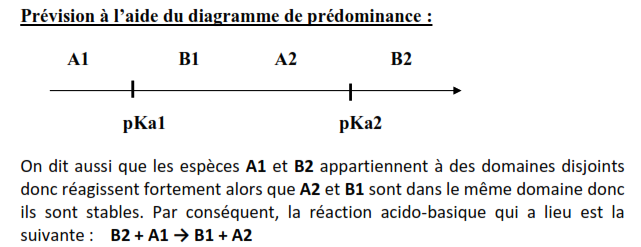 Prévision à l'aide du diagramme de prédominance :
A1 B1 A2 B2
pKa1 pKa2
On dit aussi que les espèces A1 et B2 appartiennent à des domaines disjoints
donc réagissent fortement alors que A2 et B1 sont dans le même domaine donc
ils sont stables. Par conséquent, la réaction acido-basique qui a lieu est la
suivante : B2 + A1 → B1 + A2